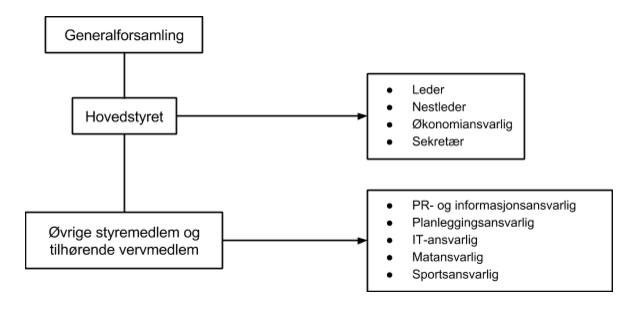 Generalforsamling
Hovedstyret
● Leder
● Nestleder
● Økonomiansvarlig
● Sekretær
Øvrige styremedlem og
tilhørende vervmedlem
● PR- og informasjonsansvarlig
● Planleggingsansvarlig
● IT-ansvarlig
● Matansvarlig
● Sportsansvarlig